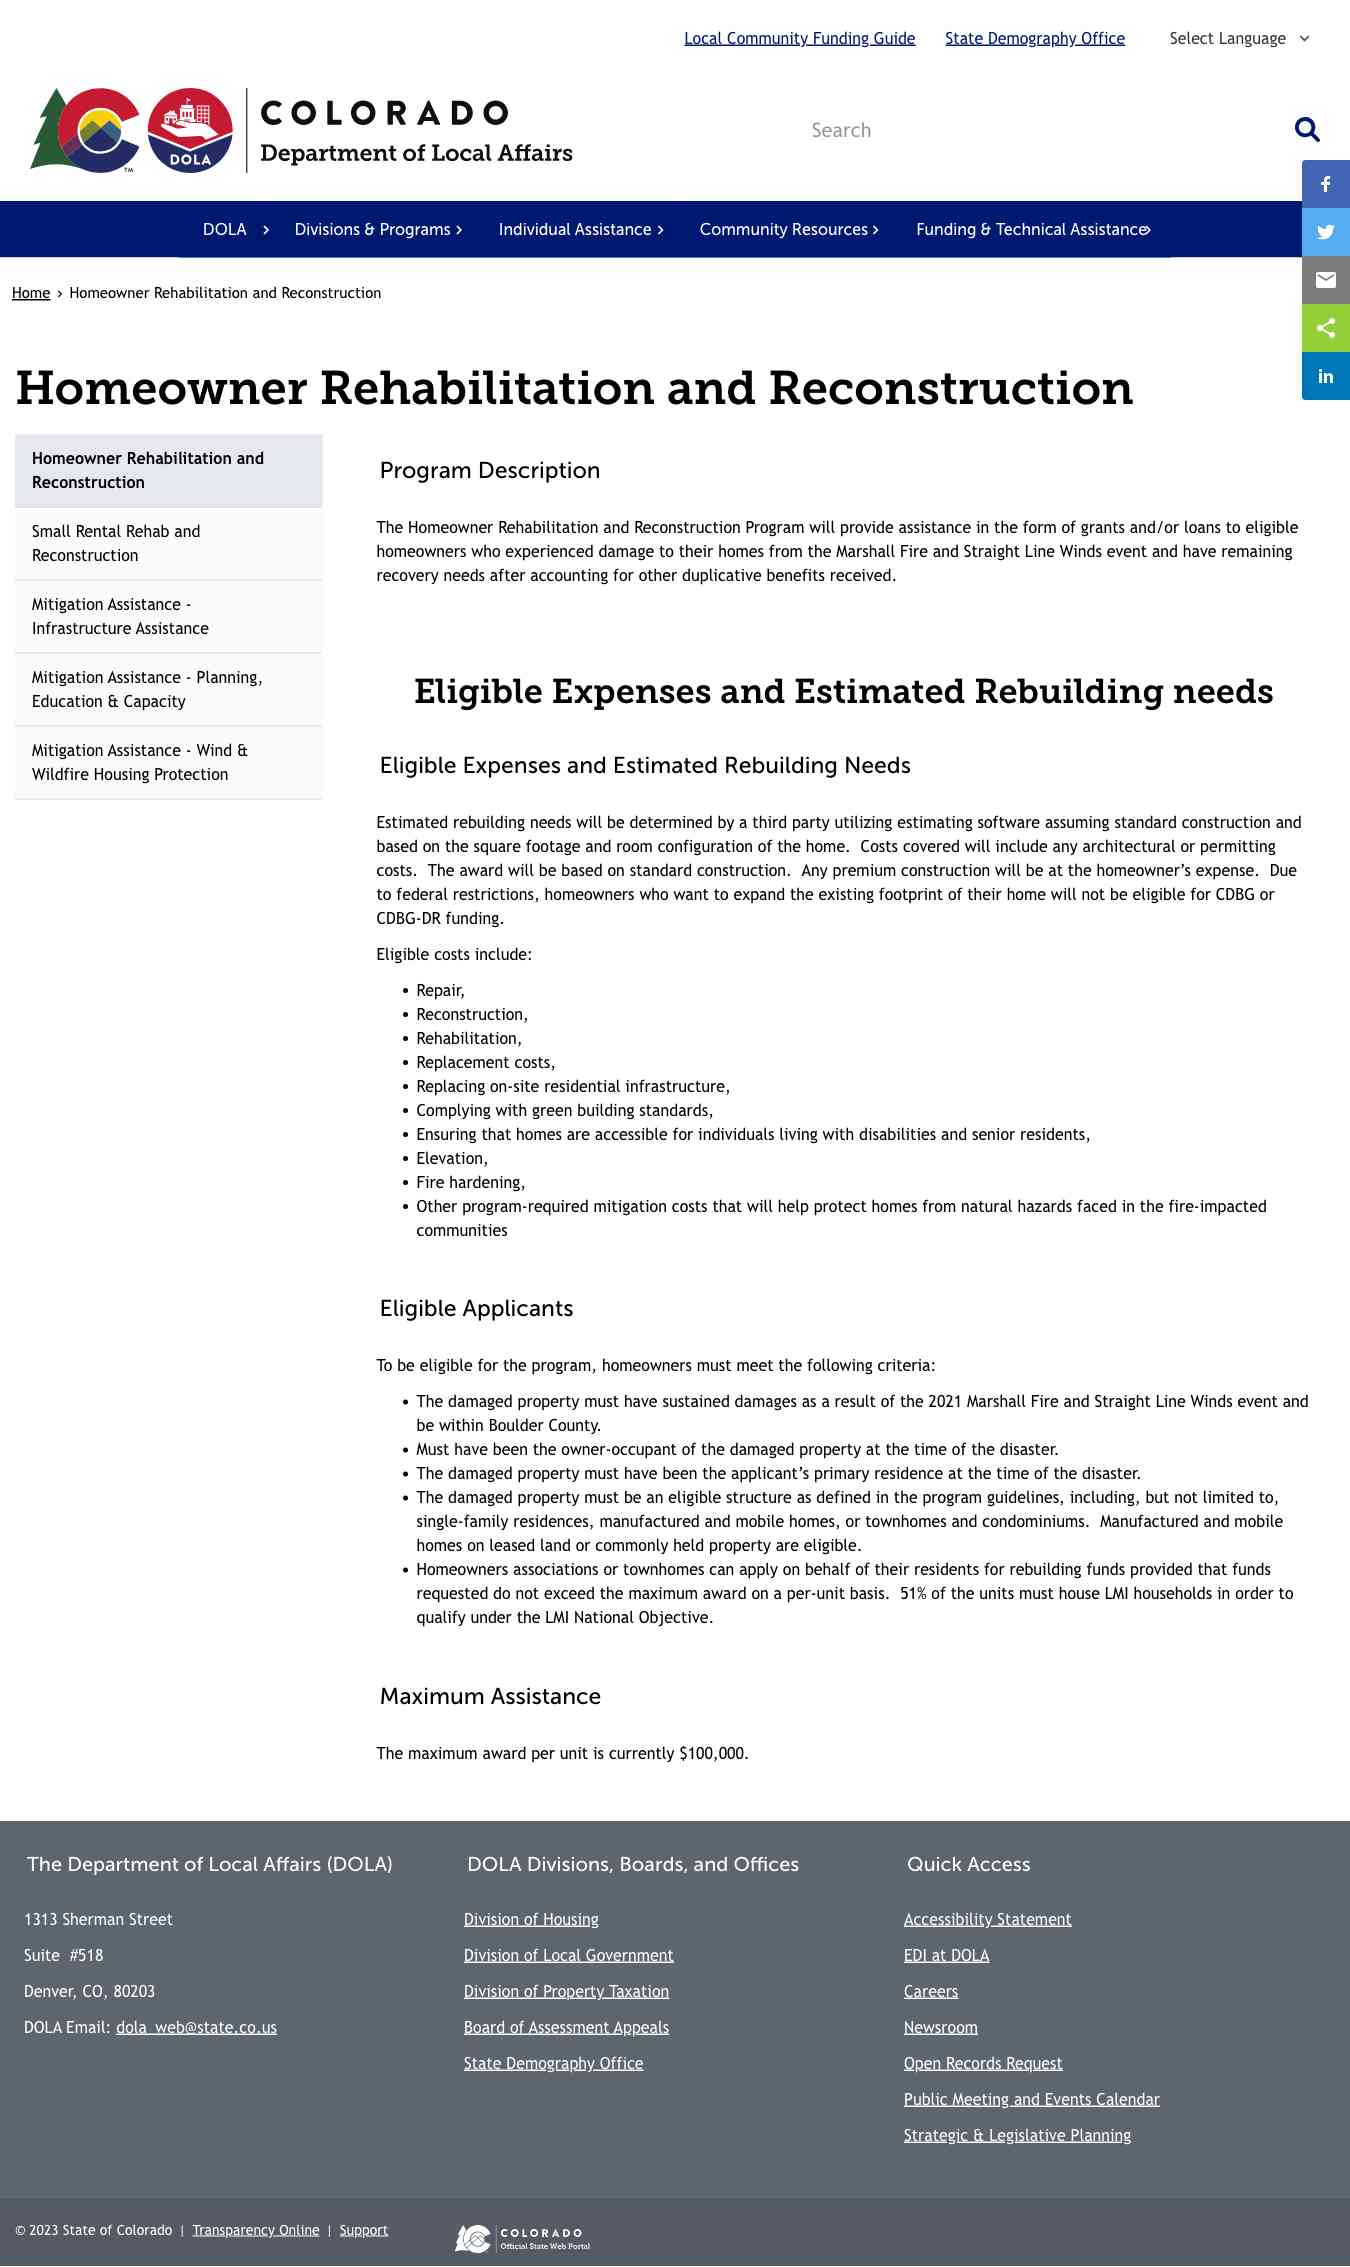 Local Community Funding Guide State Demography Office Select Language
COLORADO
Department of Local Affairs
DOLA
TM
Search
DOLA Divisions & Programs Individual Assistance Community Resources Funding & Technical Assistance
Home › Homeowner Rehabilitation and Reconstruction
Homeowner Rehabilitation and Reconstruction
Homeowner Rehabilitation and
Reconstruction
Small Rental Rehab and
Reconstruction
Mitigation Assistance -
Infrastructure Assistance
Mitigation Assistance - Planning,
Education & Capacity
Mitigation Assistance - Wind &
Wildfire Housing Protection
Program Description
The Homeowner Rehabilitation and Reconstruction Program will provide assistance in the form of grants and/or loans to eligible
homeowners who experienced damage to their homes from the Marshall Fire and Straight Line Winds event and have remaining
recovery needs after accounting for other duplicative benefits received.
Eligible Expenses and Estimated Rebuilding needs
Eligible Expenses and Estimated Rebuilding Needs
Estimated rebuilding needs will be determined by a third party utilizing estimating software assuming standard construction and
based on the square footage and room configuration of the home.  Costs covered will include any architectural or permitting
costs.  The award will be based on standard construction.  Any premium construction will be at the homeowner’s expense.  Due
to federal restrictions, homeowners who want to expand the existing footprint of their home will not be eligible for CDBG or
CDBG-DR funding.
Eligible costs include:
• Repair,
• Reconstruction,
• Rehabilitation,
• Replacement costs,
• Replacing on-site residential infrastructure,
• Complying with green building standards,
• Ensuring that homes are accessible for individuals living with disabilities and senior residents,
• Elevation,
• Fire hardening,
• Other program-required mitigation costs that will help protect homes from natural hazards faced in the fire-impacted
communities
Eligible Applicants
To be eligible for the program, homeowners must meet the following criteria:
• The damaged property must have sustained damages as a result of the 2021 Marshall Fire and Straight Line Winds event and
be within Boulder County.
• Must have been the owner-occupant of the damaged property at the time of the disaster.
• The damaged property must have been the applicant’s primary residence at the time of the disaster.
• The damaged property must be an eligible structure as defined in the program guidelines, including, but not limited to,
single-family residences, manufactured and mobile homes, or townhomes and condominiums.  Manufactured and mobile
homes on leased land or commonly held property are eligible.
• Homeowners associations or townhomes can apply on behalf of their residents for rebuilding funds provided that funds
requested do not exceed the maximum award on a per-unit basis.  51% of the units must house LMI households in order to
qualify under the LMI National Objective.
Maximum Assistance
The maximum award per unit is currently $100,000.
The Department of Local Affairs (DOLA)
1313 Sherman Street
Suite  #518
Denver, CO, 80203
DOLA Email: dola_web@state.co.us
DOLA Divisions, Boards, and Offices
Division of Housing
Division of Local Government
Division of Property Taxation
Board of Assessment Appeals
State Demography Office
Quick Access
Accessibility Statement
EDI at DOLA
Careers
Newsroom
Open Records Request
Public Meeting and Events Calendar
Strategic & Legislative Planning
© 2023 State of Colorado | Transparency Online | Support
COLORADO
Official State Web Portal